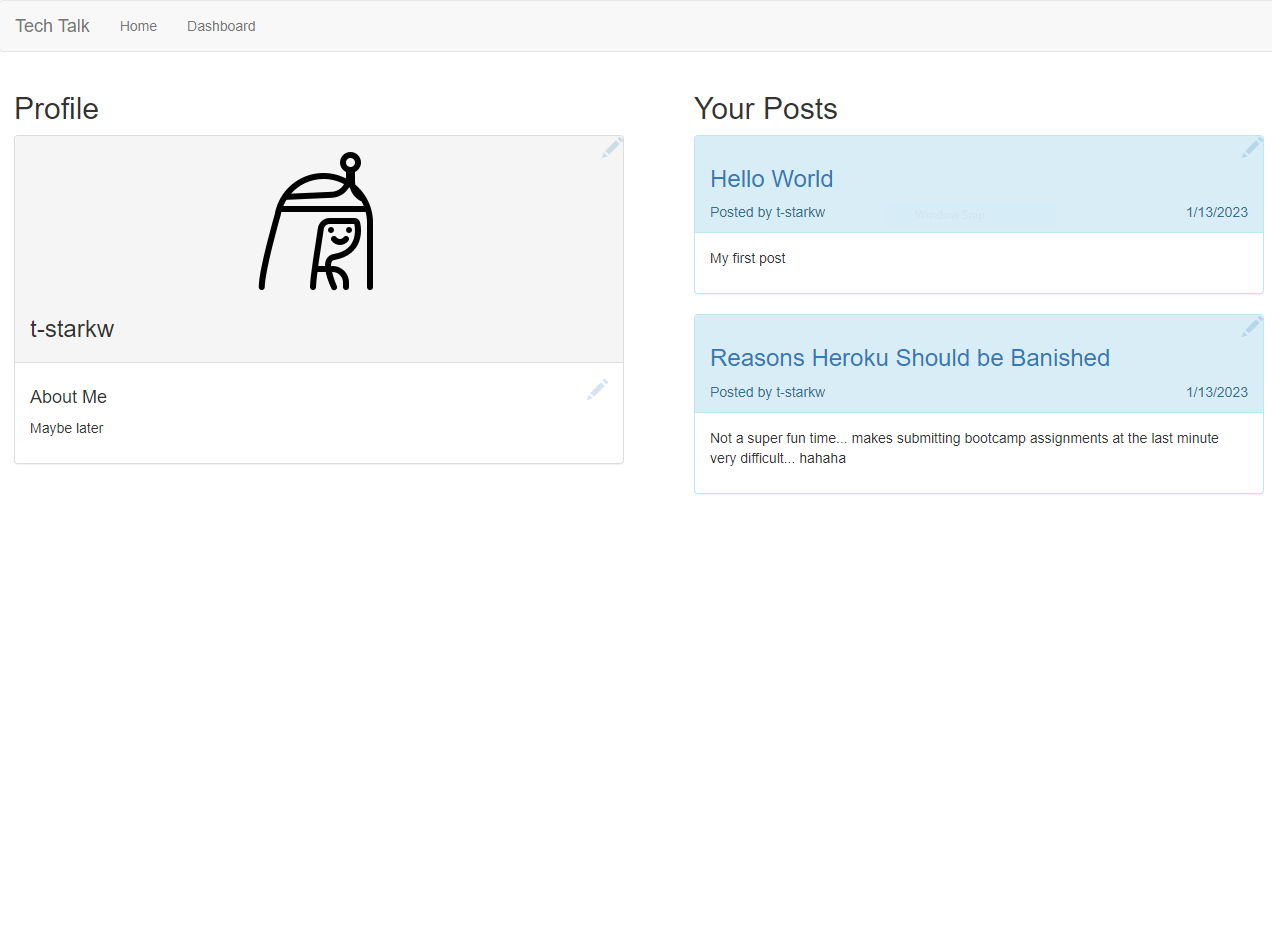 Tech Talk Home Dashboard
Profile
t-starkw
About Me
Maybe later
Your Posts
Hello World
Posted by t-starkw 1/13/2023
My first post
Reasons Heroku Should be Banished
Posted by t-starkw 1/13/2023
Not a super fun time... makes submitting bootcamp assignments at the last minute
very difficult... hahaha